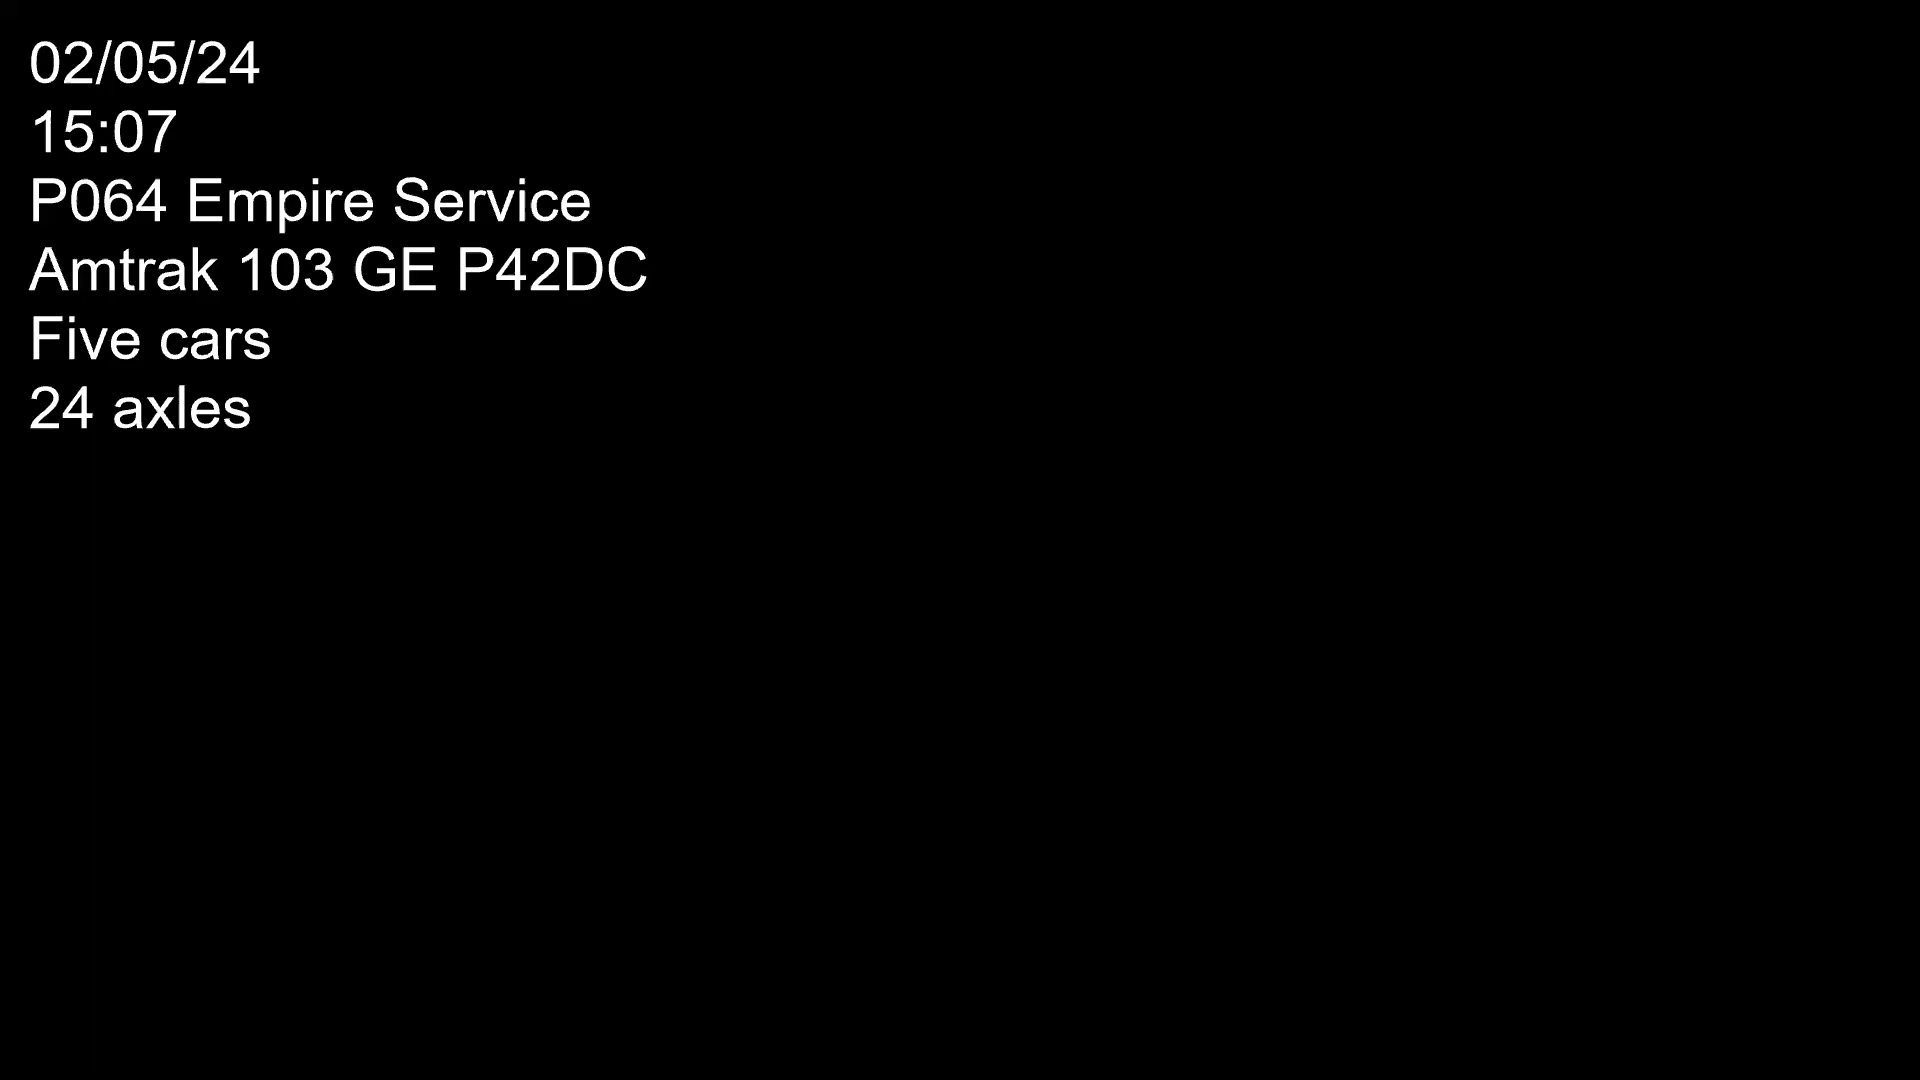 02/05/24
15:07
P064 Empire Service
Amtrak 103 GE P42DC
Five cars
24 axles